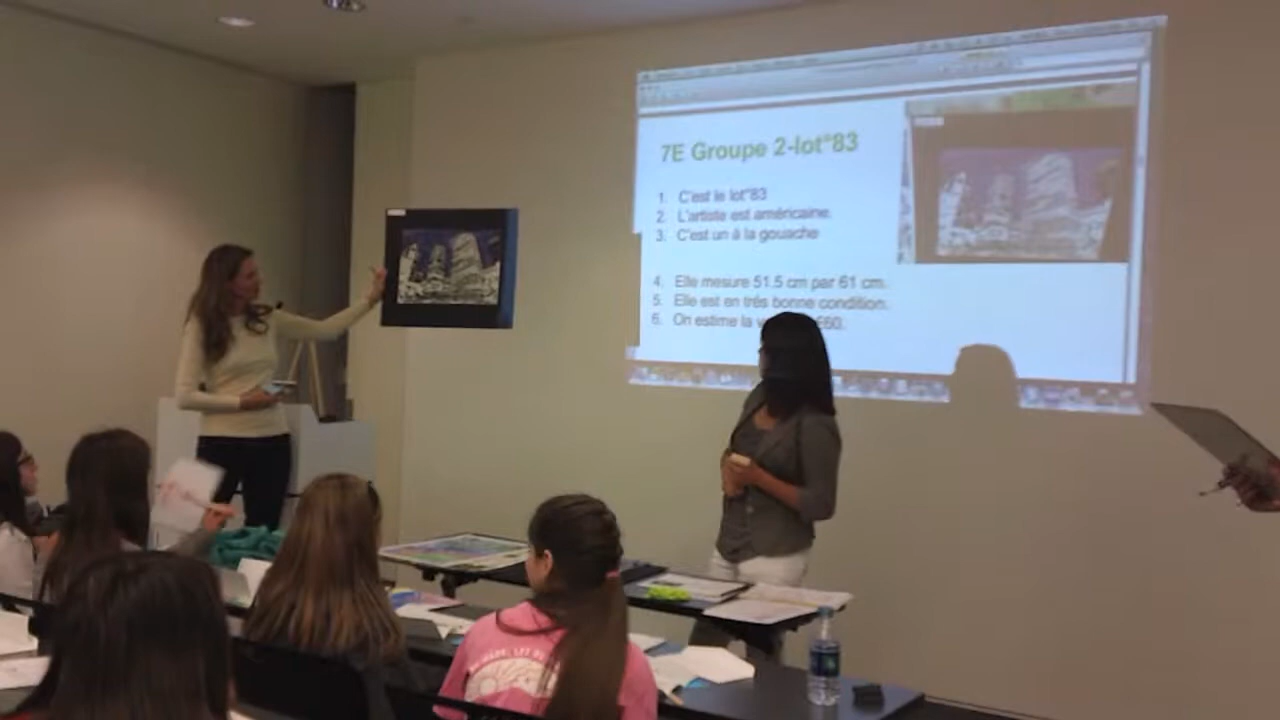 7E Groupe 2-lot°83
1. C'est le lot°83
2. L'artiste est américaine.
3. C'est un à la gouache
4. Elle mesure 51.5 cm par 61 cm.
5. Elle est en trés bonne condition.
6. On estime la 60.